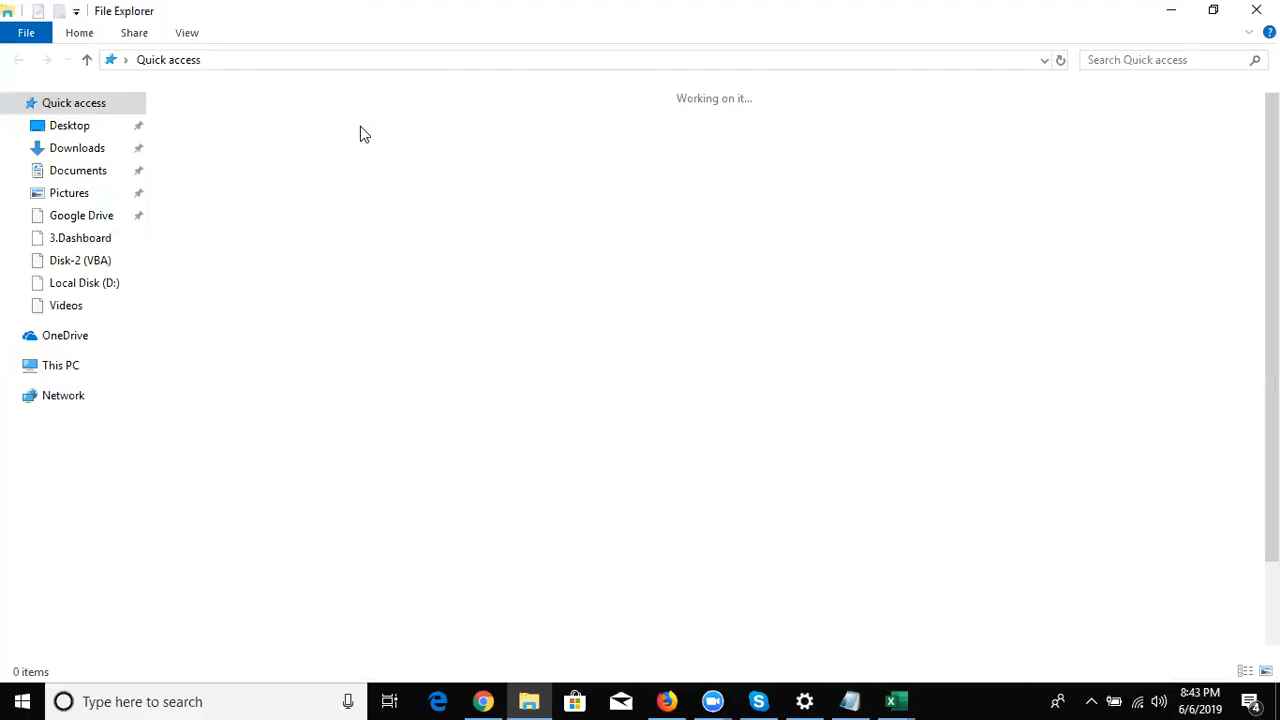 File Explorer
File Home Share View
Quick access
Search Quick access
Working on it...
Quick access
Desktop
Downloads
Documents
Pictures
Google Drive
3.Dashboard
Disk-2 (VBA)
Local Disk (D:)
Videos
OneDrive
This PC
Network
0 items
Type here to search
8:43 PM
6/6/2019
4